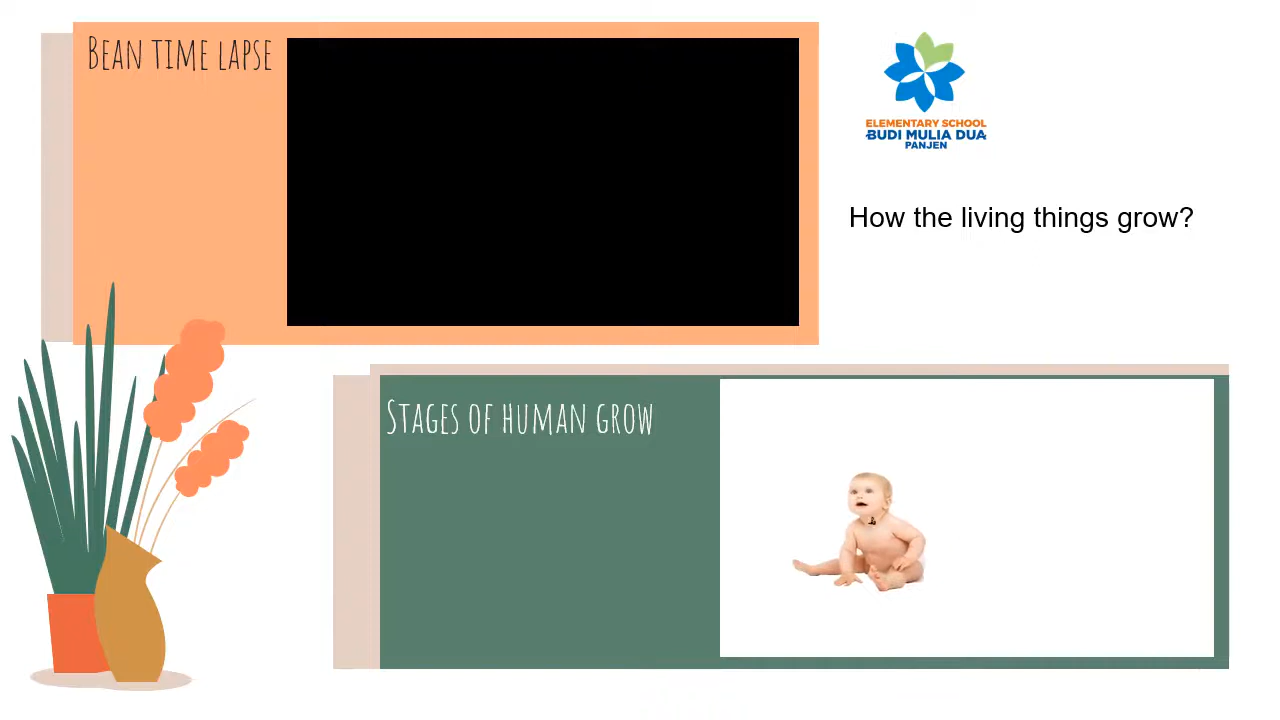 Bean time lapse
ELEMENTARY SCHOOL
BUDI MULIA DUA
PANJEN
How the living things grow?
Stages of human grow